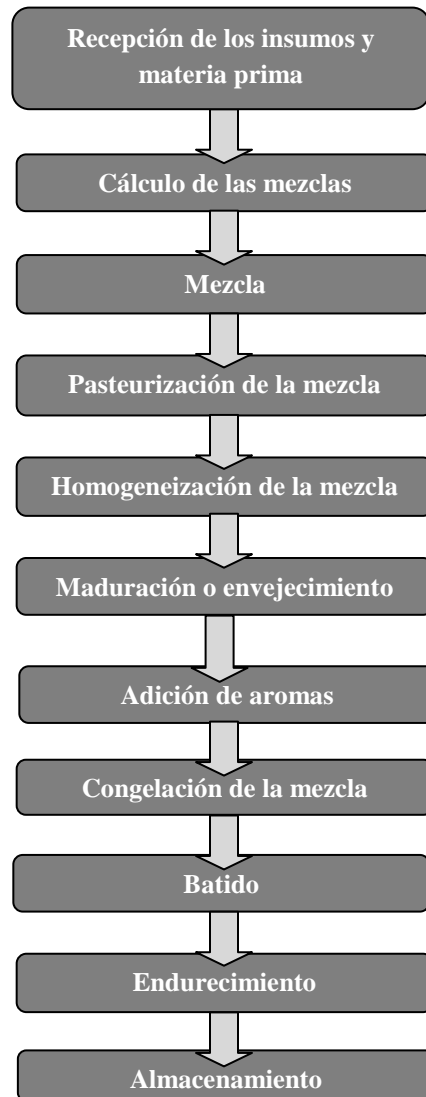 Recepción de los insumos y
materia prima
Cálculo de las mezclas
Mezcla
Pasteurización de la mezcla
Homogeneización de la mezcla
Maduración o envejecimiento
Adición de aromas
Congelación de la mezcla
Batido
Endurecimiento
Almacenamiento